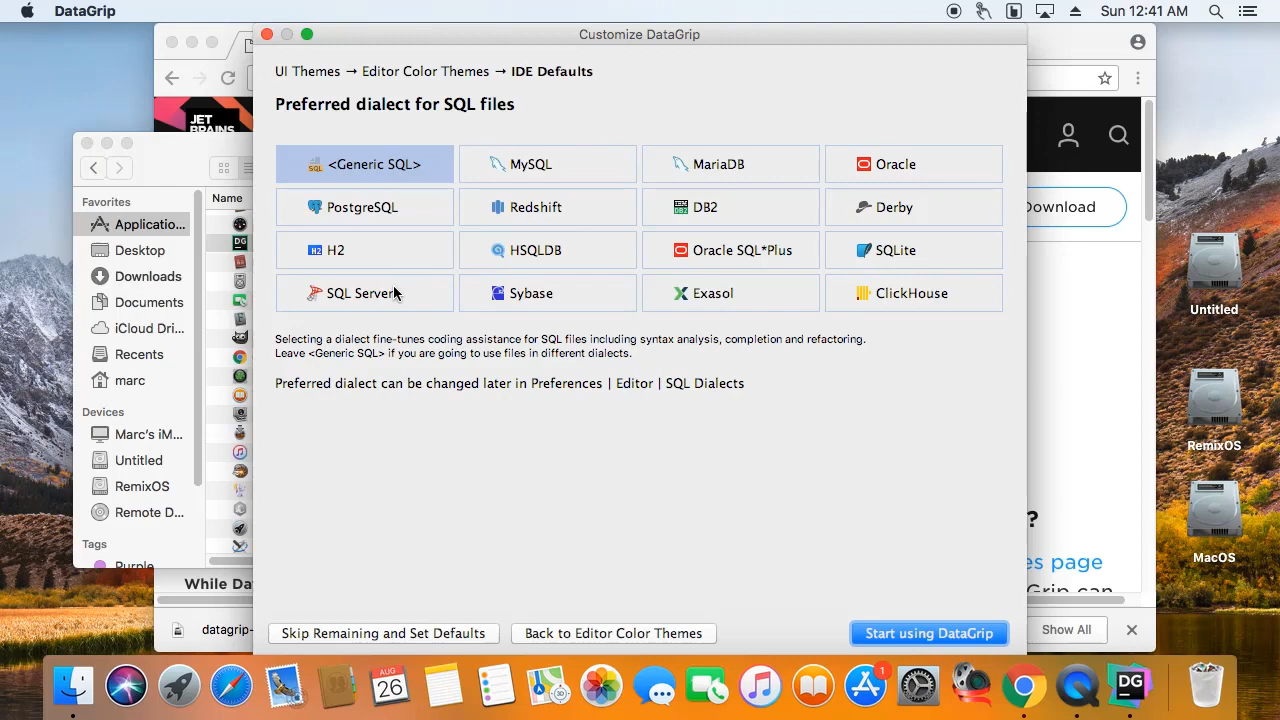 DataGrip
Sun 12:41 AM
Customize DataGrip
UI Themes → Editor Color Themes → IDE Defaults
Preferred dialect for SQL files
<Generic SQL>
MySQL
MariaDB
Oracle
PostgreSQL
Redshift
DB2
Derby
H2
HSQLDB
Oracle SQL*Plus
SQLite
SQL Server
Sybase
Exasol
ClickHouse
Selecting a dialect fine-tunes coding assistance for SQL files including syntax analysis, completion and refactoring.
Leave <Generic SQL> if you are going to use files in different dialects.
Preferred dialect can be changed later in Preferences | Editor | SQL Dialects
Skip Remaining and Set Defaults
Back to Editor Color Themes
Start using DataGrip
JET
BRAINS
Download
?
es page
Grip can
While Da
datagrip-
Show All
Name
Favorites
Applicatio...
Desktop
Downloads
Documents
iCloud Dri...
Recents
marc
Devices
Marc's iM...
Untitled
RemixOS
Remote D...
Tags
Purple
Untitled
RemixOS
MacOS
AUG
26
1
DG